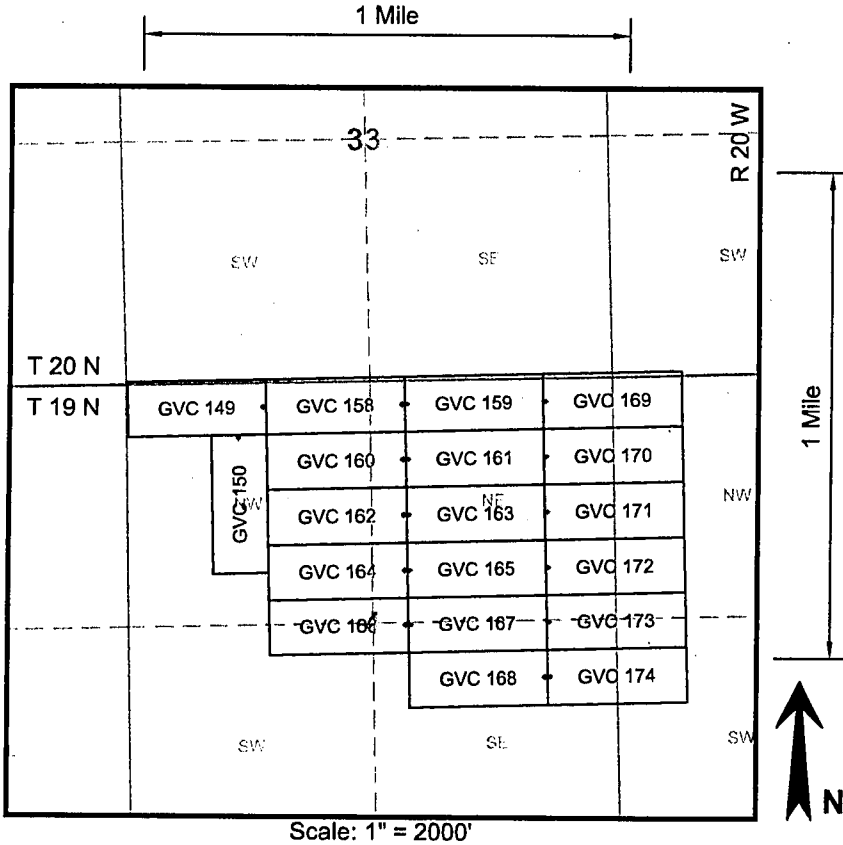 1 Mile
33
R 20 W
SW
SE
SW
T 20 N
T 19 N
GVC 149
GVC 158
GVC 159
GVC 169
GVC 160
GVC 161
GVC 170
1 Mile
GVC 150
NW
GVC 162
NE
GVC 163
GVC 171
NW
GVC 164
GVC 165
GVC 172
GVC 167
GVC 173
GVC 168
GVC 174
SW
SE
SW
N
Scale: 1" = 2000'